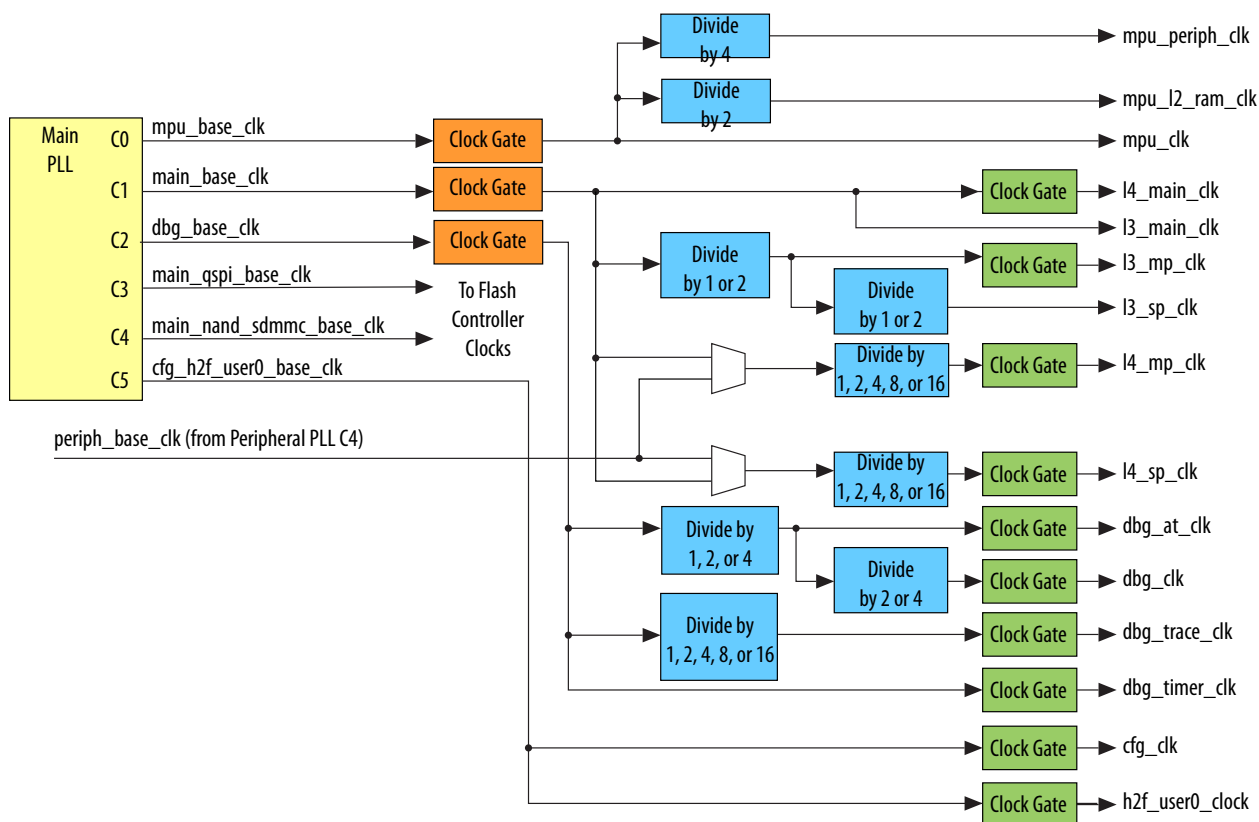 Divide
by 4
mpu_periph_clk
Divide
by 2
mpu_l2_ram_clk
Main
PLL
C0
mpu_base_clk
Clock Gate
mpu_clk
C1
main_base_clk
Clock Gate
Clock Gate
l4_main_clk
l3_main_clk
C2
dbg_base_clk
Clock Gate
Divide
by 1 or 2
Clock Gate
l3_mp_clk
C3
main_qspi_base_clk
To Flash
Controller
Clocks
Divide
by 1 or 2
l3_sp_clk
C4
main_nand_sdmmc_base_clk
C5
cfg_h2f_user0_base_clk
Divide by
1, 2, 4, 8, or 16
Clock Gate
l4_mp_clk
periph_base_clk (from Peripheral PLL C4)
Divide by
1, 2, 4, 8, or 16
Clock Gate
l4_sp_clk
Divide by
1, 2, or 4
Clock Gate
dbg_at_clk
Divide
by 2 or 4
Clock Gate
dbg_clk
Divide by
1, 2, 4, 8, or 16
Clock Gate
dbg_trace_clk
Clock Gate
dbg_timer_clk
Clock Gate
cfg_clk
Clock Gate
h2f_user0_clock